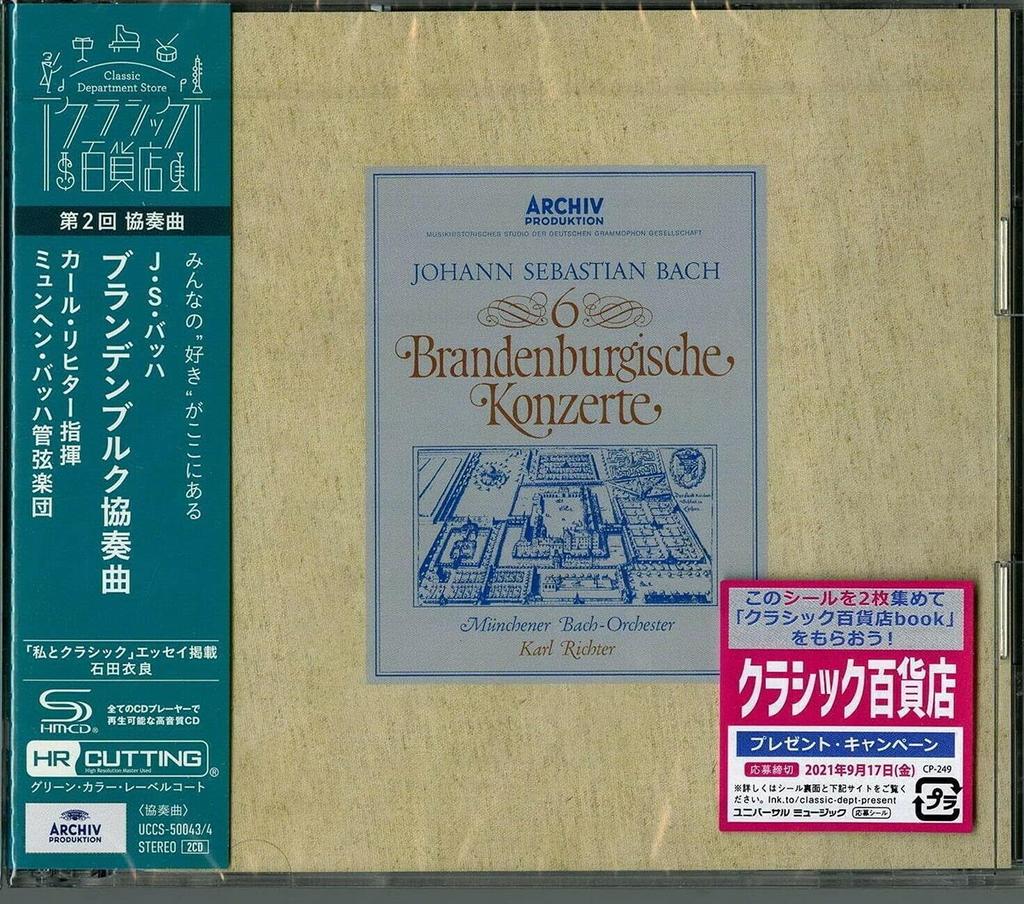 Classic
Department Store
クラシック
百貨店
第2回 協奏曲
みんなの"好き"がここにある
J・S・バッハ
ブランデンブルク協奏曲
カール・リヒター指揮
ミュンヘン・バッハ管弦楽団
「私とクラシック」エッセイ掲載
石田衣良
SHM-CD®
全てのCDプレーヤーで
再生可能な高音質CD
HR CUTTING®
High Resolution Master Used
グリーン・カラー・レーベルコート
ARCHIV
PRODUKTION
〈協奏曲〉
UCCS-50043/4
STEREO 2CD
ARCHIV
PRODUKTION
MUSIKHISTORISCHES STUDIO DER DEUTSCHEN GRAMMOPHON GESELLSCHAFT
JOHANN SEBASTIAN BACH
6
Brandenburgische
Konzerte
Münchener Bach-Orchester
Karl Richter
このシールを2枚集めて
「クラシック百貨店book」
をもらおう!
クラシック百貨店
プレゼント・キャンペーン
応募締切 2021年9月17日(金) CP-249
※詳しくはシール裏面と下記サイトをご覧く
ださい。lnk.to/classic-dept-present
ユニバーサル ミュージック 応募シール
プラ